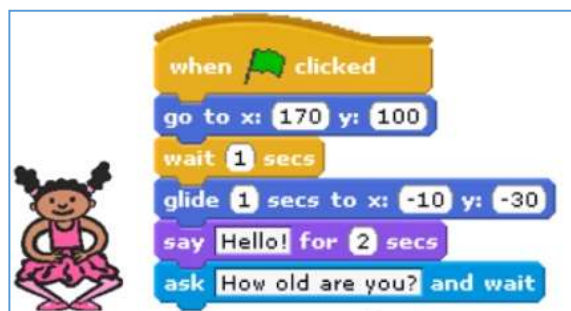 when clicked
go to x: 170 y: 100
wait 1 secs
glide 1 secs to x: -10 y: -30
say Hello! for 2 secs
ask How old are you? and wait